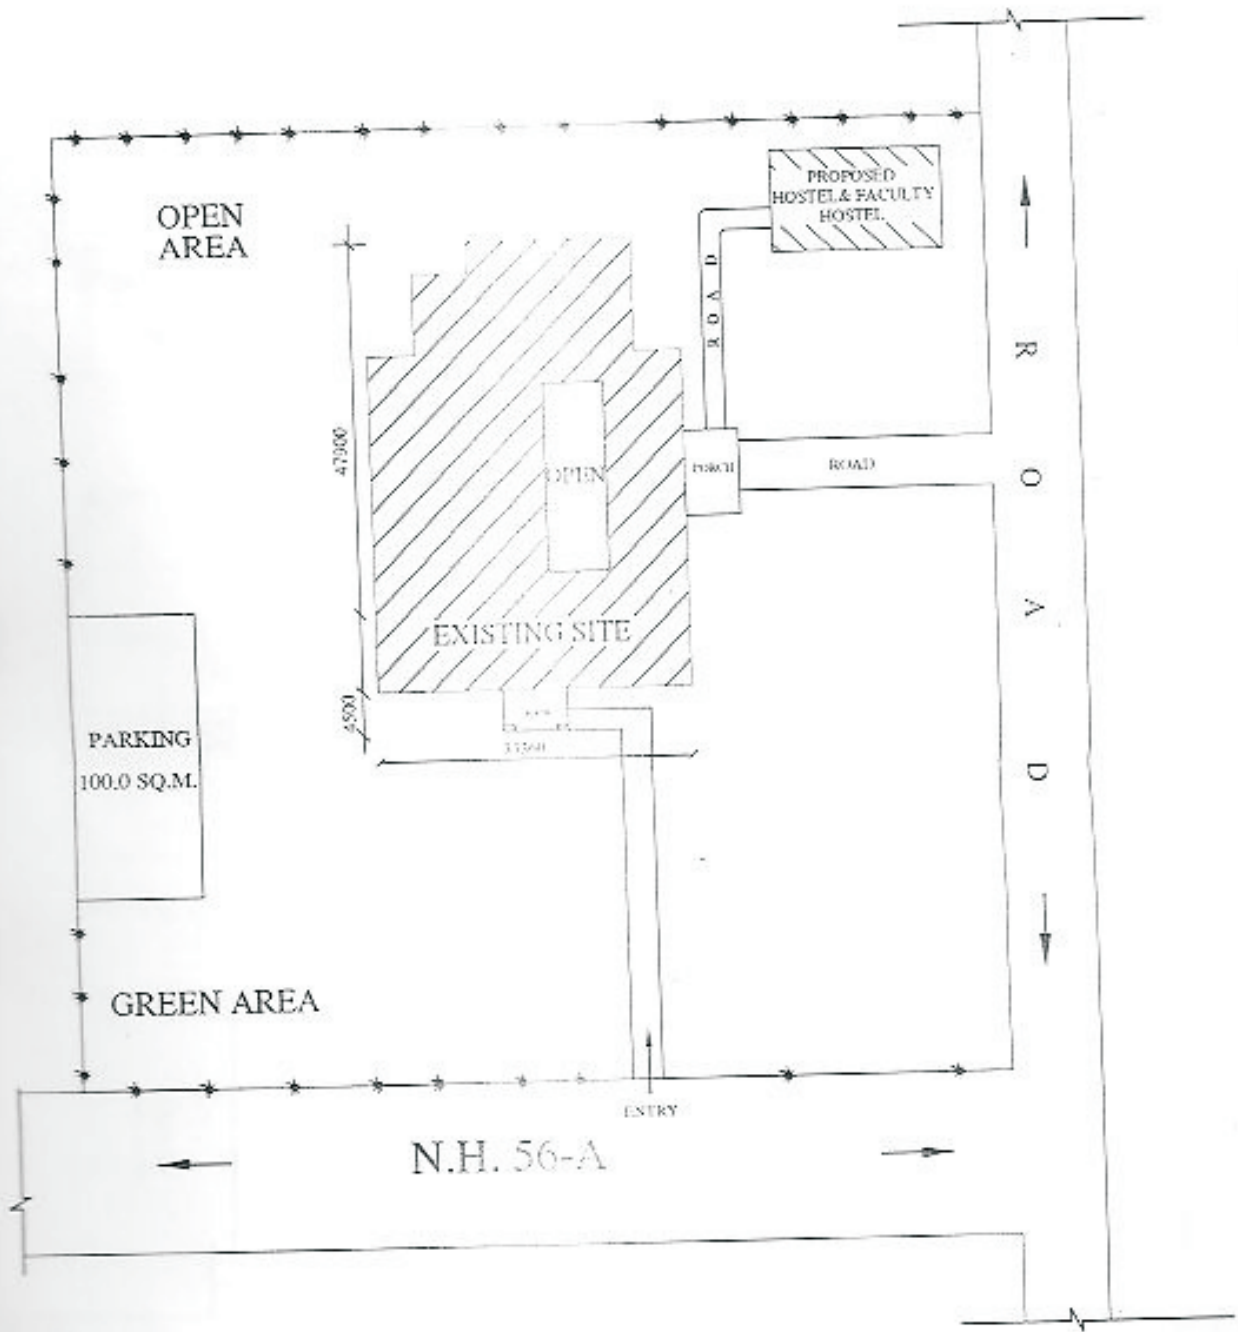 OPEN
AREA
PROPOSED
HOSTEL & FACULTY
HOSTEL
ROAD
R
O
A
D
47900
OPEN
PORCH
ROAD
EXISTING SITE
4500
PARKING
100.0 SQ.M.
GREEN AREA
ENTRY
N.H. 56-A